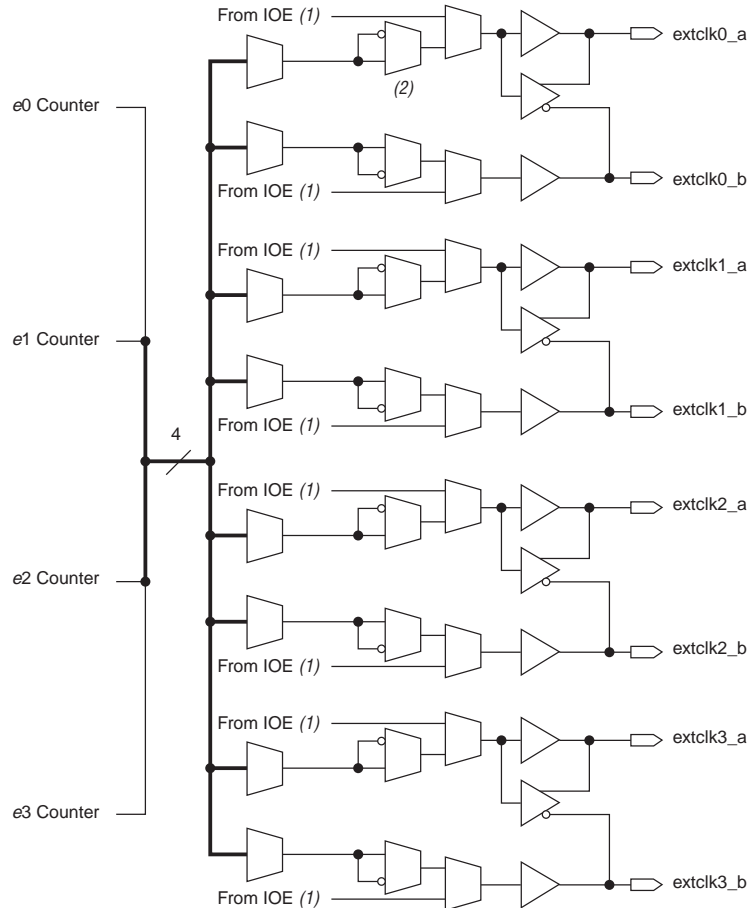 From IOE (1)
extclk0_a
(2)
e0 Counter
extclk0_b
From IOE (1)
From IOE (1)
extclk1_a
e1 Counter
extclk1_b
From IOE (1)
4
From IOE (1)
extclk2_a
e2 Counter
extclk2_b
From IOE (1)
From IOE (1)
extclk3_a
e3 Counter
extclk3_b
From IOE (1)